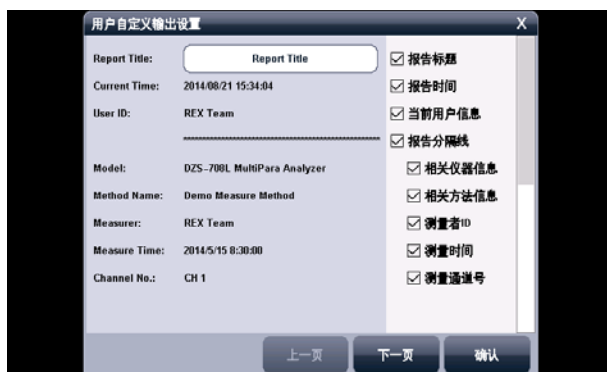 用户自定义输出设置 X
Report Title: Report Title
Current Time: 2014/08/21 15:34:04
User ID: REX Team
Model: DZS-708L MultiPara Analyzer
Method Name: Demo Measure Method
Measurer: REX Team
Measure Time: 2014/5/15 8:30:00
Channel No.: CH 1
报告标题
报告时间
当前用户信息
报告分隔线
相关仪器信息
相关方法信息
测量者ID
测量时间
测量通道号
上一页 下一页 确认